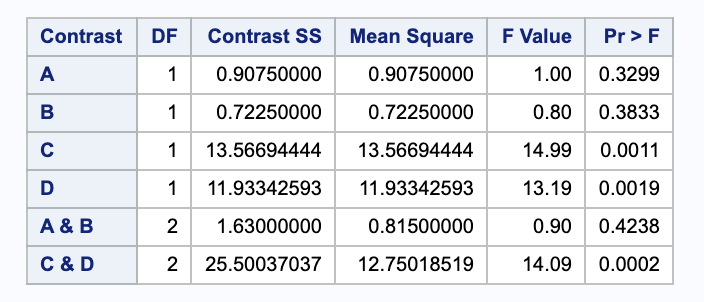 Contrast DF Contrast SS Mean Square F Value Pr > F
A 1 0.90750000 0.90750000 1.00 0.3299
B 1 0.72250000 0.72250000 0.80 0.3833
C 1 13.56694444 13.56694444 14.99 0.0011
D 1 11.93342593 11.93342593 13.19 0.0019
A & B 2 1.63000000 0.81500000 0.90 0.4238
C & D 2 25.50037037 12.75018519 14.09 0.0002